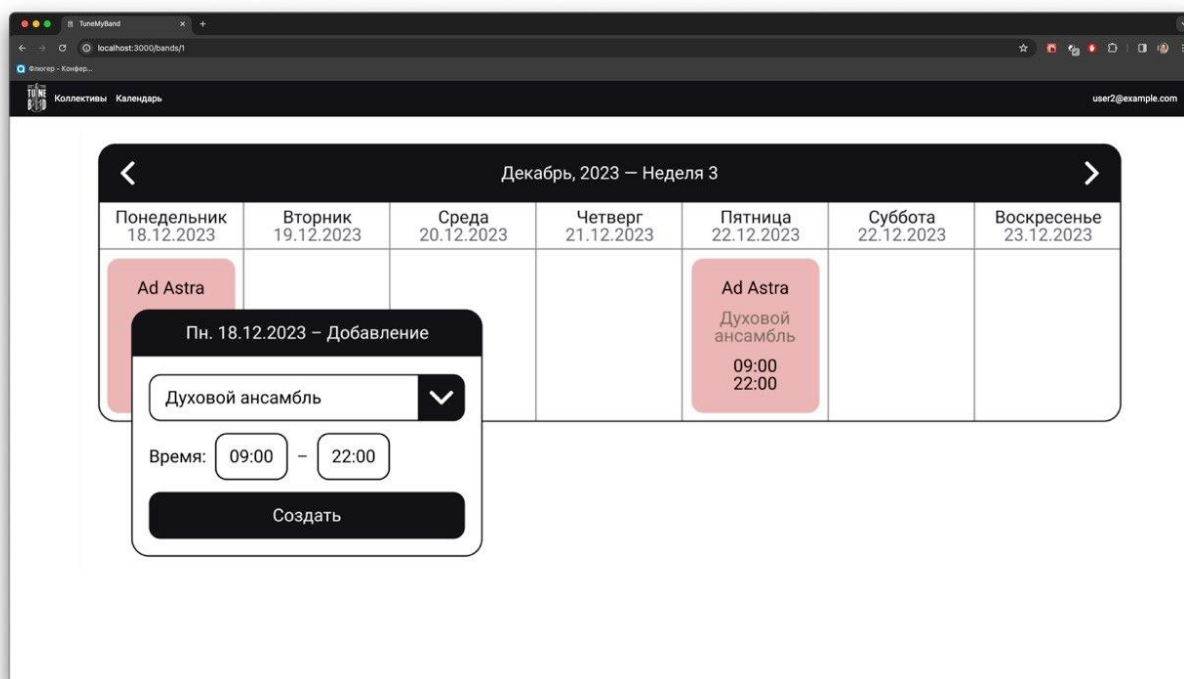 TuneMyBand
localhost:3000/bands/1
Флюгер - Конфер...
TUNE
Коллективы Календарь
user2@example.com
Декабрь, 2023 — Неделя 3
Понедельник Вторник Среда Четверг Пятница Суббота Воскресенье
18.12.2023 19.12.2023 20.12.2023 21.12.2023 22.12.2023 22.12.2023 23.12.2023
Ad Astra Ad Astra
Духовой
ансамбль
09:00
22:00
Пн. 18.12.2023 – Добавление
Духовой ансамбль
Время: 09:00 – 22:00
Создать